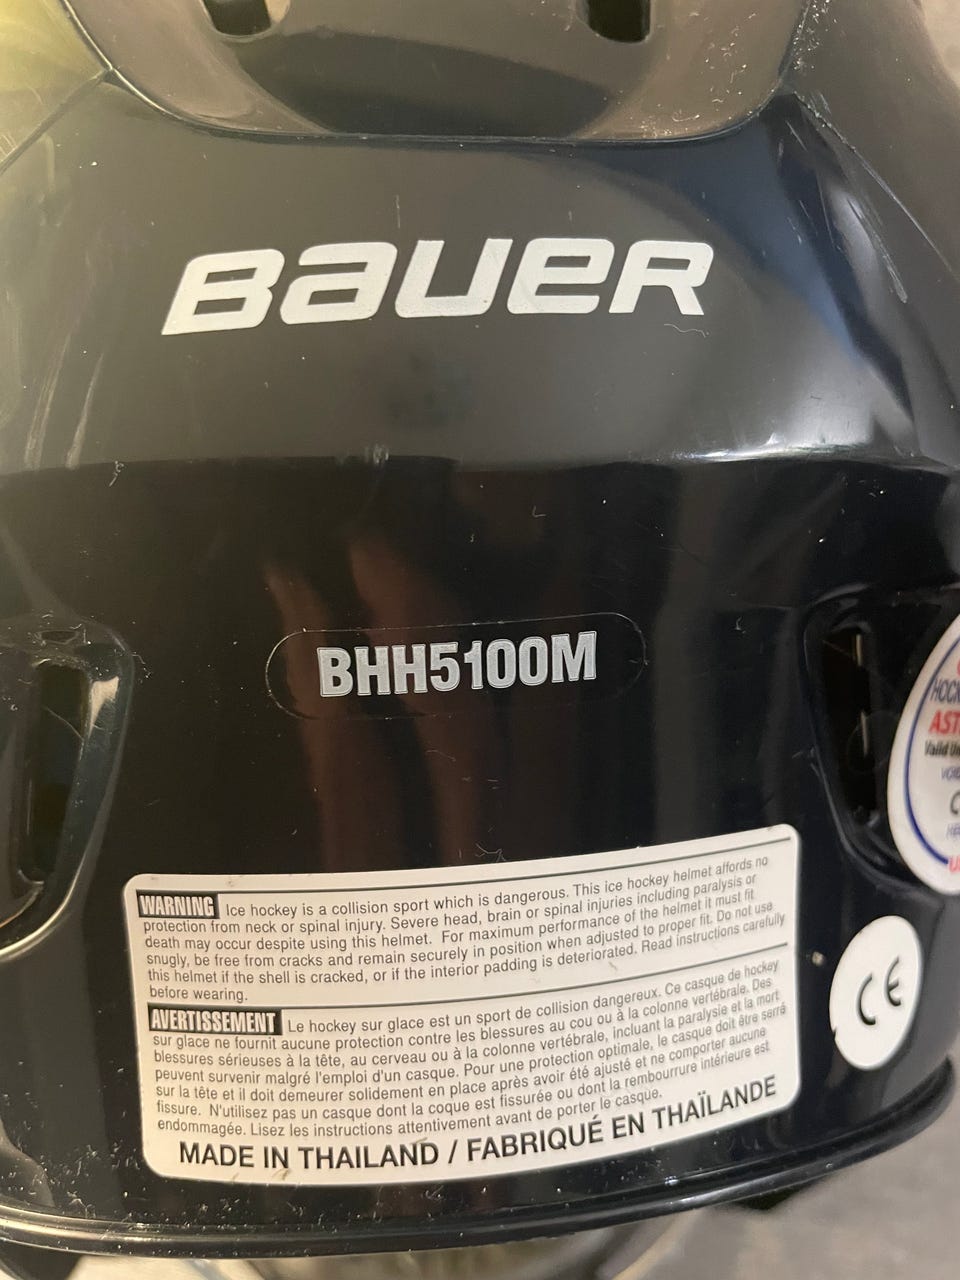 BAUER
BHH5100M
WARNING Ice hockey is a collision sport which is dangerous. This ice hockey helmet affords no
protection from neck or spinal injury. Severe head, brain or spinal injuries including paralysis or
death may occur despite using this helmet. For maximum performance of the helmet it must fit
snugly, be free from cracks and remain securely in position when adjusted to proper fit. Do not use
this helmet if the shell is cracked, or if the interior padding is deteriorated. Read instructions carefully
before wearing.
AVERTISSEMENT Le hockey sur glace est un sport de collision dangereux. Ce casque de hockey
sur glace ne fournit aucune protection contre les blessures au cou ou à la colonne vertébrale. Des
blessures sérieuses à la tête, au cerveau ou à la colonne vertébrale, incluant la paralysie et la mort
peuvent survenir malgré l'emploi d'un casque. Pour une protection optimale, le casque doit être serré
sur la tête et il doit demeurer solidement en place après avoir été ajusté et ne comporter aucune
fissure. N'utilisez pas un casque dont la coque est fissurée ou dont la rembourrure intérieure est
endommagée. Lisez les instructions attentivement avant de porter le casque.
MADE IN THAILAND / FABRIQUÉ EN THAÏLANDE
CE
HOCK
AST
Valid